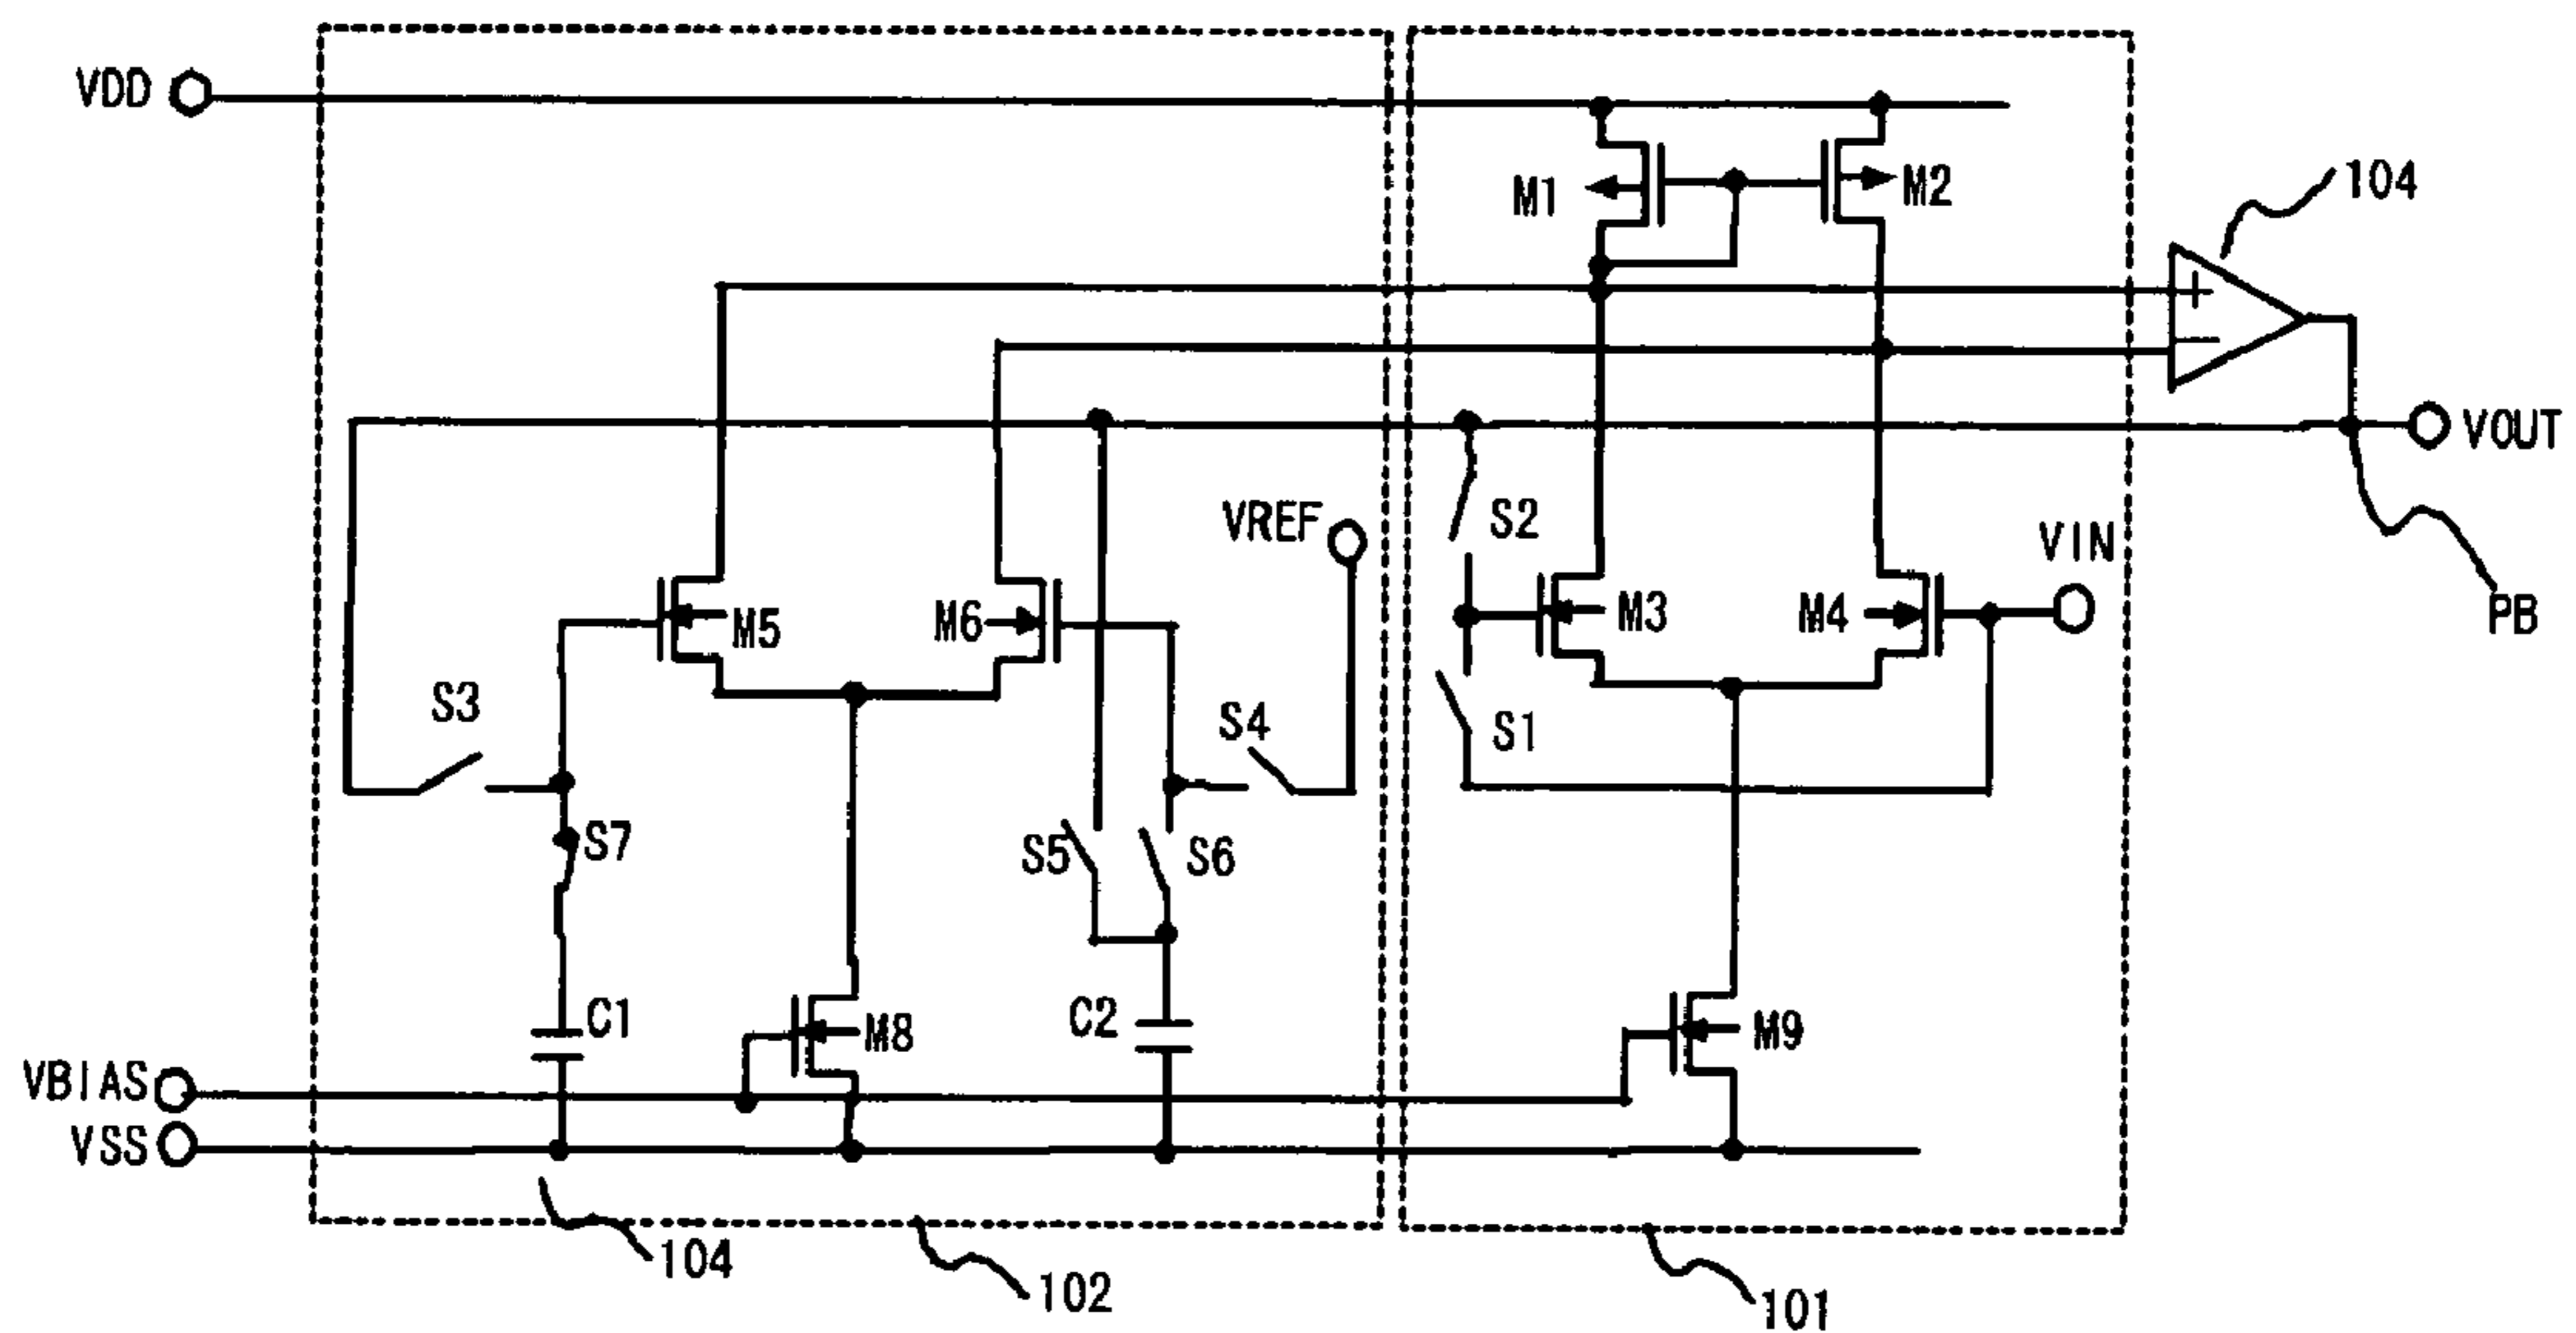 VDD
M1
M2
104
VOUT
VREF
S2
VIN
M5
M6
M3
M4
PB
S3
S4
S1
S7
S5
S6
C1
M8
C2
M9
VBIAS
VSS
104
102
101